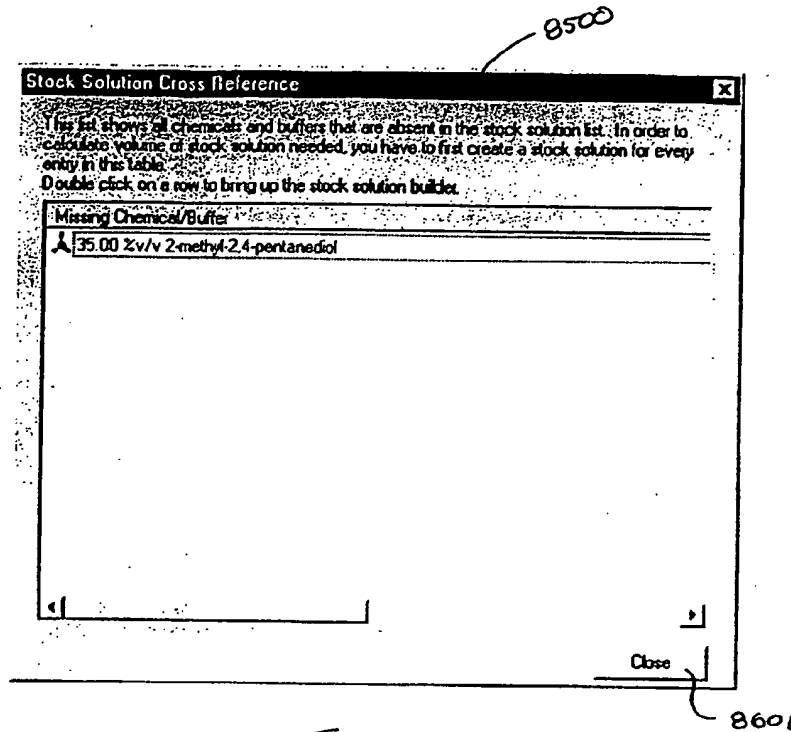 8500
Stock Solution Cross Reference
This list shows all chemicals and buffers that are absent in the stock solution list. In order to
calculate volume of stock solution needed, you have to first create a stock solution for every
entry in this table.
Double click on a row to bring up the stock solution builder.
Missing Chemical/Buffer
35.00 %v/v 2-methyl-2,4-pentanediol
Close